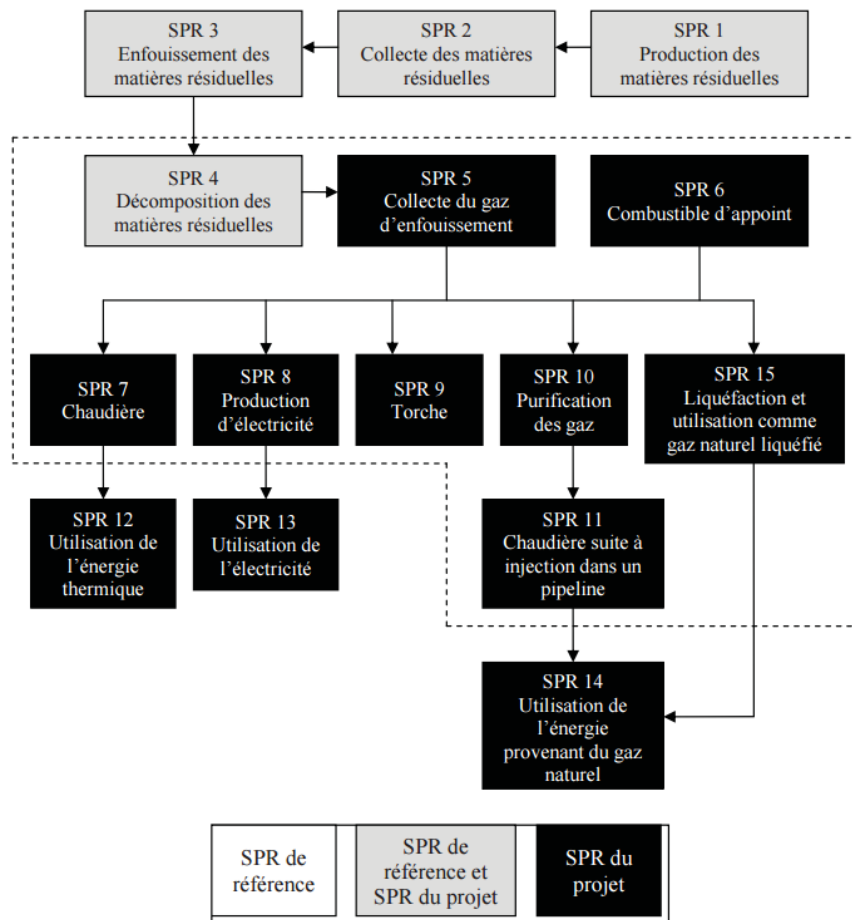 SPR 3
Enfouissement des
matières résiduelles
SPR 2
Collecte des matières
résiduelles
SPR 1
Production des
matières résiduelles
SPR 4
Décomposition des
matières résiduelles
SPR 5
Collecte du gaz
d'enfouissement
SPR 6
Combustible d'appoint
SPR 7
Chaudière
SPR 8
Production
d'électricité
SPR 9
Torche
SPR 10
Purification
des gaz
SPR 15
Liquéfaction et
utilisation comme
gaz naturel liquéfié
SPR 12
Utilisation de
l'énergie
thermique
SPR 13
Utilisation de
l'électricité
SPR 11
Chaudière suite à
injection dans un
pipeline
SPR 14
Utilisation de
l'énergie
provenant du gaz
naturel
SPR de
référence
SPR de
référence et
SPR du projet
SPR du
projet